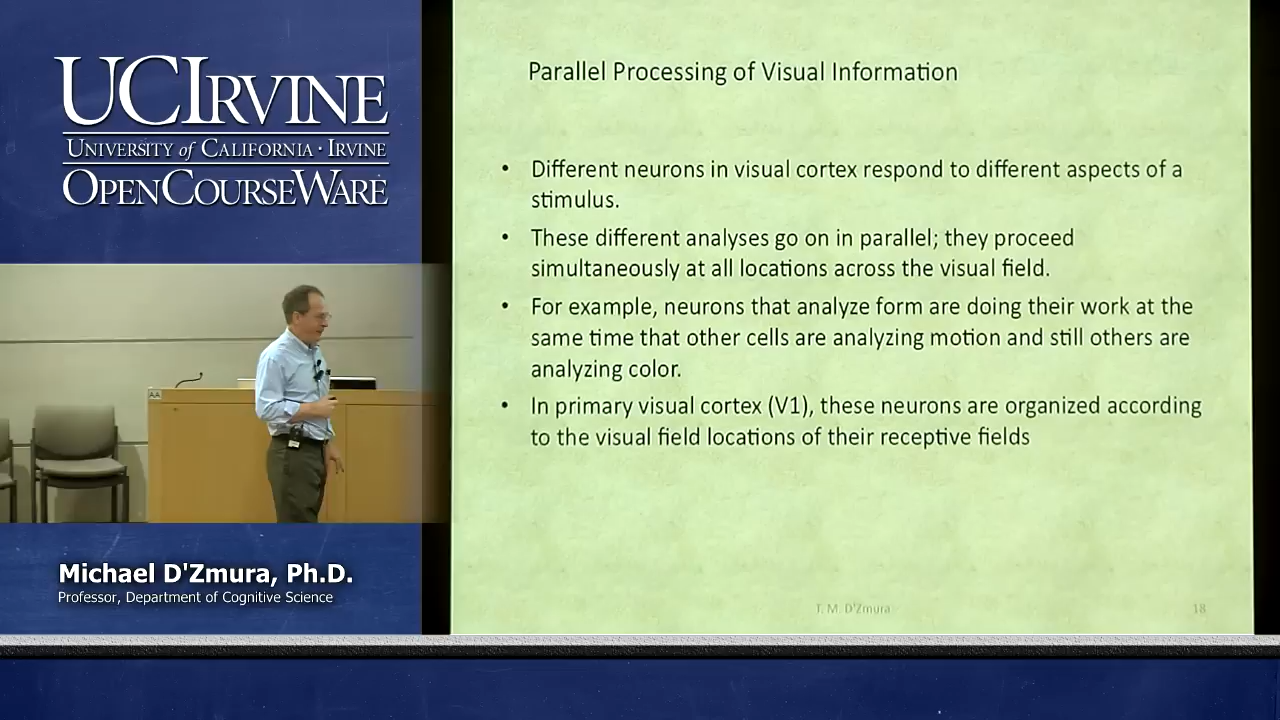 UCIRVINE
UNIVERSITY of CALIFORNIA · IRVINE
OPENCOURSEWARE
AA
Michael D'Zmura, Ph.D.
Professor, Department of Cognitive Science
Parallel Processing of Visual Information
• Different neurons in visual cortex respond to different aspects of a
stimulus.
• These different analyses go on in parallel; they proceed
simultaneously at all locations across the visual field.
• For example, neurons that analyze form are doing their work at the
same time that other cells are analyzing motion and still others are
analyzing color.
• In primary visual cortex (V1), these neurons are organized according
to the visual field locations of their receptive fields
T. M. D'Zmura
18